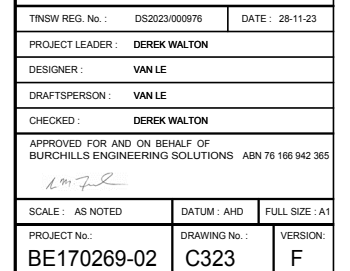 TfNSW REG. No. : DS2023/000976 DATE : 28-11-23
PROJECT LEADER : DEREK WALTON
DESIGNER : VAN LE
DRAFTSPERSON : VAN LE
CHECKED : DEREK WALTON
APPROVED FOR AND ON BEHALF OF
BURCHILLS ENGINEERING SOLUTIONS ABN 76 166 942 365
SCALE : AS NOTED DATUM : AHD FULL SIZE : A1
PROJECT No.: DRAWING No. : VERSION:
BE170269-02 C323 F